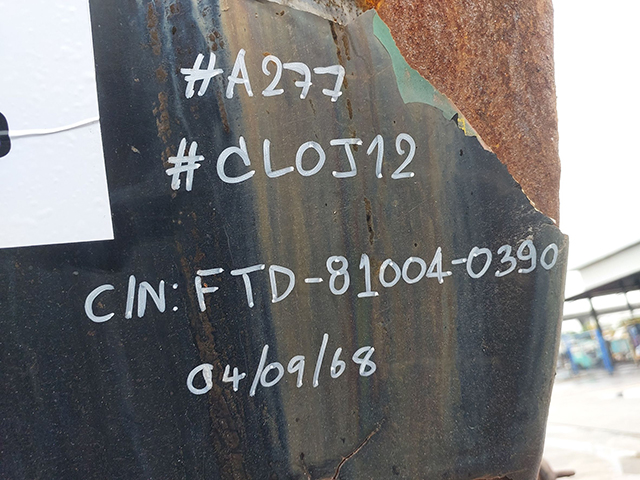 #A277
#CLOJ12
C/N: FTD-81004-0390
04/09/68